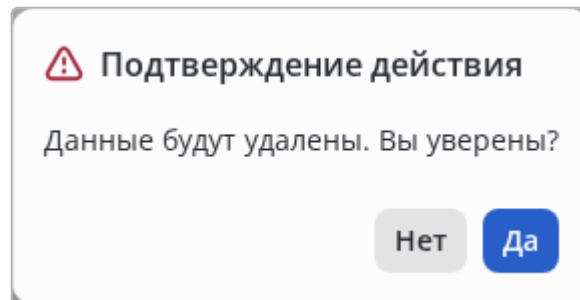 Подтверждение действия
Данные будут удалены. Вы уверены?
Нет Да